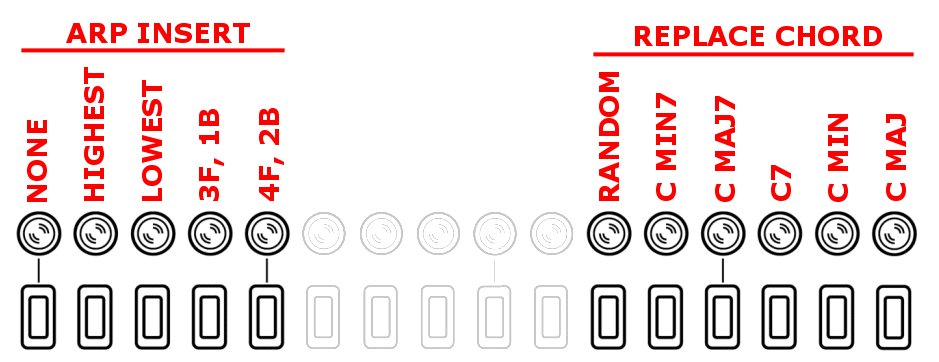 ARP INSERT
REPLACE CHORD
NONE
HIGHEST
LOWEST
3F, 1B
4F, 2B
RANDOM
C MIN7
C MAJ7
C7
C MIN
C MAJ